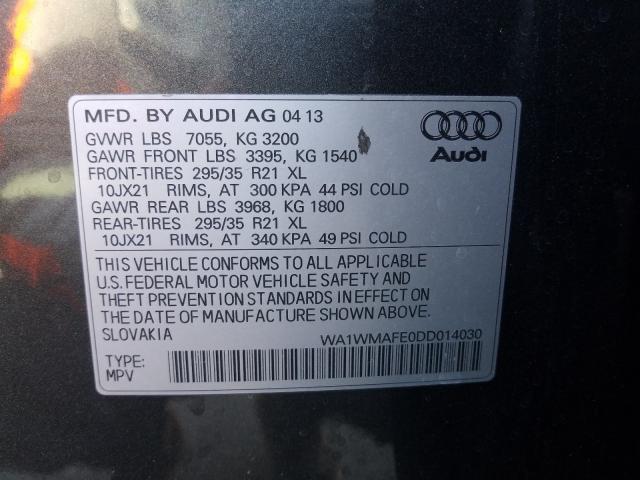 MFD. BY AUDI AG 04 13
GVWR LBS 7055, KG 3200
GAWR FRONT LBS 3395, KG 1540
FRONT-TIRES 295/35 R21 XL
10JX21 RIMS, AT 300 KPA 44 PSI COLD
GAWR REAR LBS 3968, KG 1800
REAR-TIRES 295/35 R21 XL
10JX21 RIMS, AT 340 KPA 49 PSI COLD
Audi
THIS VEHICLE CONFORMS TO ALL APPLICABLE
U.S. FEDERAL MOTOR VEHICLE SAFETY AND
THEFT PREVENTION STANDARDS IN EFFECT ON
THE DATE OF MANUFACTURE SHOWN ABOVE.
SLOVAKIA
WA1WMAFE0DD014030
TYPE:
MPV